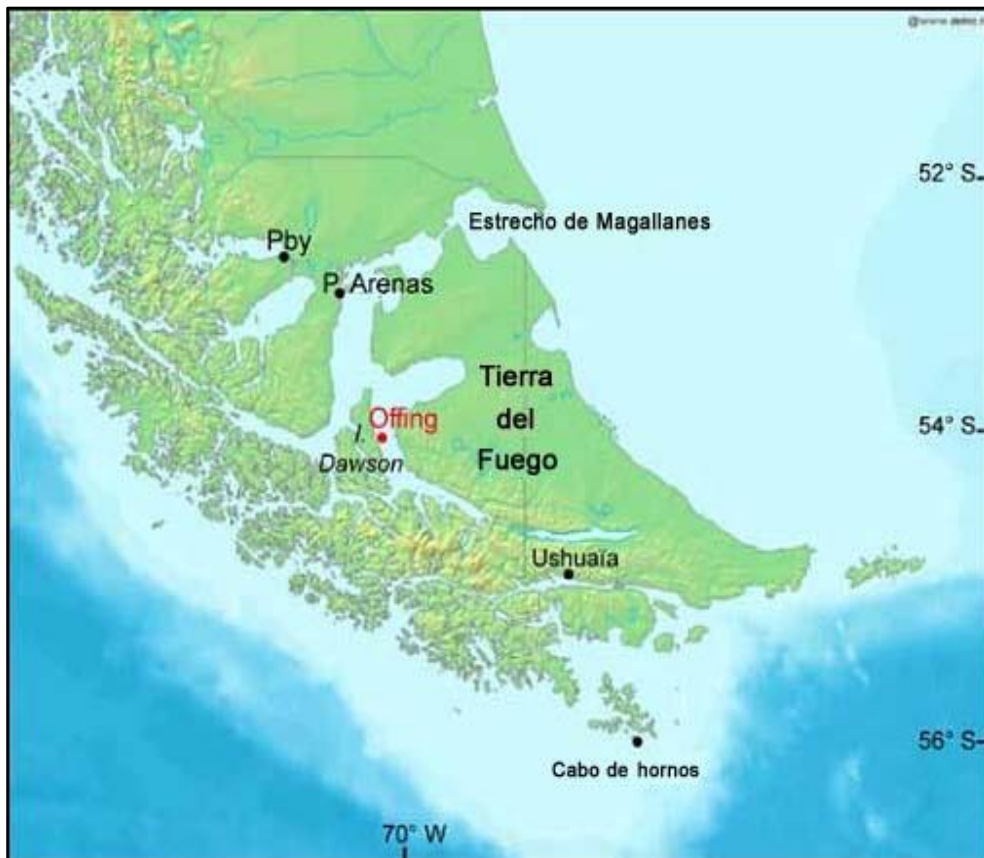 52° S
Estrecho de Magallanes
Pby
P. Arenas
Tierra
del
Fuego
Offing
I.
Dawson
54° S
Ushuaïa
56° S
Cabo de hornos
70° W